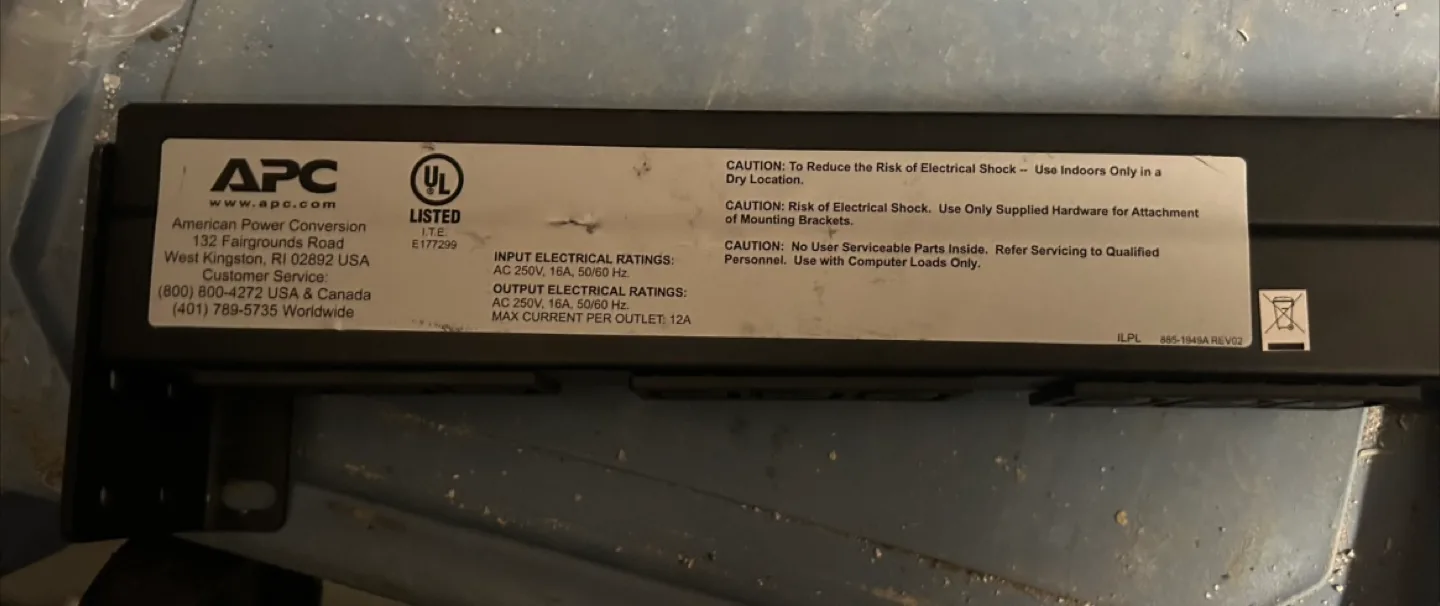 APC
www.apc.com
American Power Conversion
132 Fairgrounds Road
West Kingston, RI 02892 USA
Customer Service:
(800) 800-4272 USA & Canada
(401) 789-5735 Worldwide
UL
®
LISTED
I.T.E.
E177299
INPUT ELECTRICAL RATINGS:
AC 250V, 16A, 50/60 Hz.
OUTPUT ELECTRICAL RATINGS:
AC 250V, 16A, 50/60 Hz.
MAX CURRENT PER OUTLET: 12A
CAUTION: To Reduce the Risk of Electrical Shock -- Use Indoors Only in a
Dry Location.
CAUTION: Risk of Electrical Shock. Use Only Supplied Hardware for Attachment
of Mounting Brackets.
CAUTION: No User Serviceable Parts Inside. Refer Servicing to Qualified
Personnel. Use with Computer Loads Only.
ILPL 885-1949A REV02